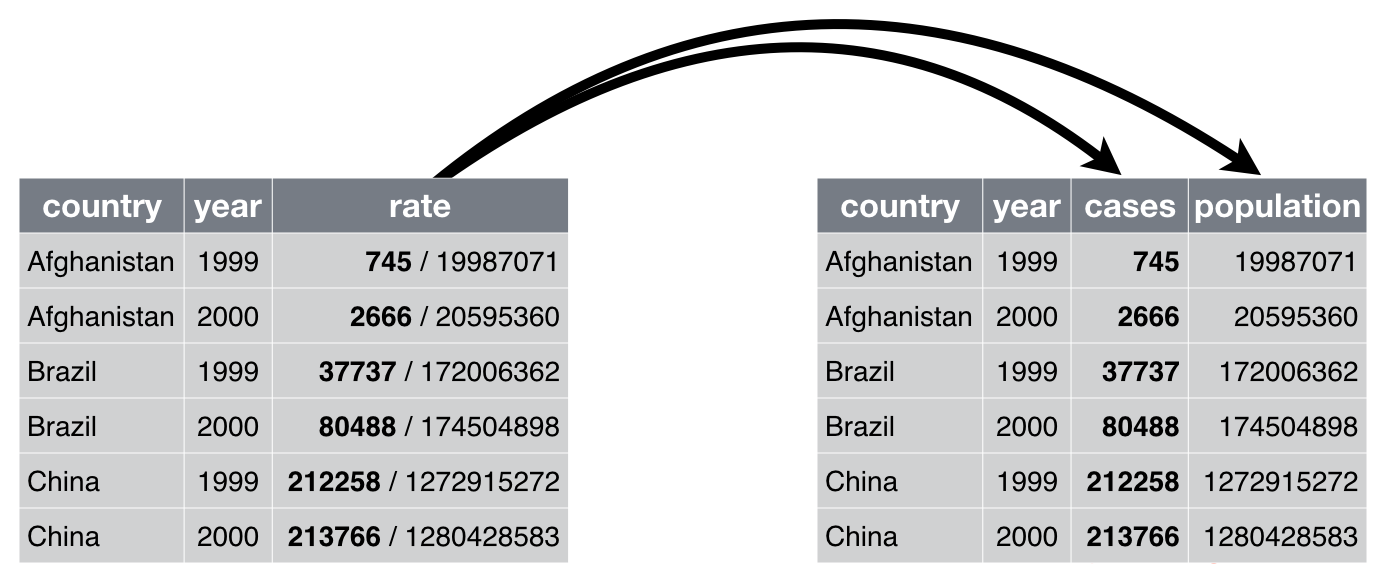 country year rate
Afghanistan 1999 745 / 19987071
Afghanistan 2000 2666 / 20595360
Brazil 1999 37737 / 172006362
Brazil 2000 80488 / 174504898
China 1999 212258 / 1272915272
China 2000 213766 / 1280428583
country year cases population
Afghanistan 1999 745 19987071
Afghanistan 2000 2666 20595360
Brazil 1999 37737 172006362
Brazil 2000 80488 174504898
China 1999 212258 1272915272
China 2000 213766 1280428583